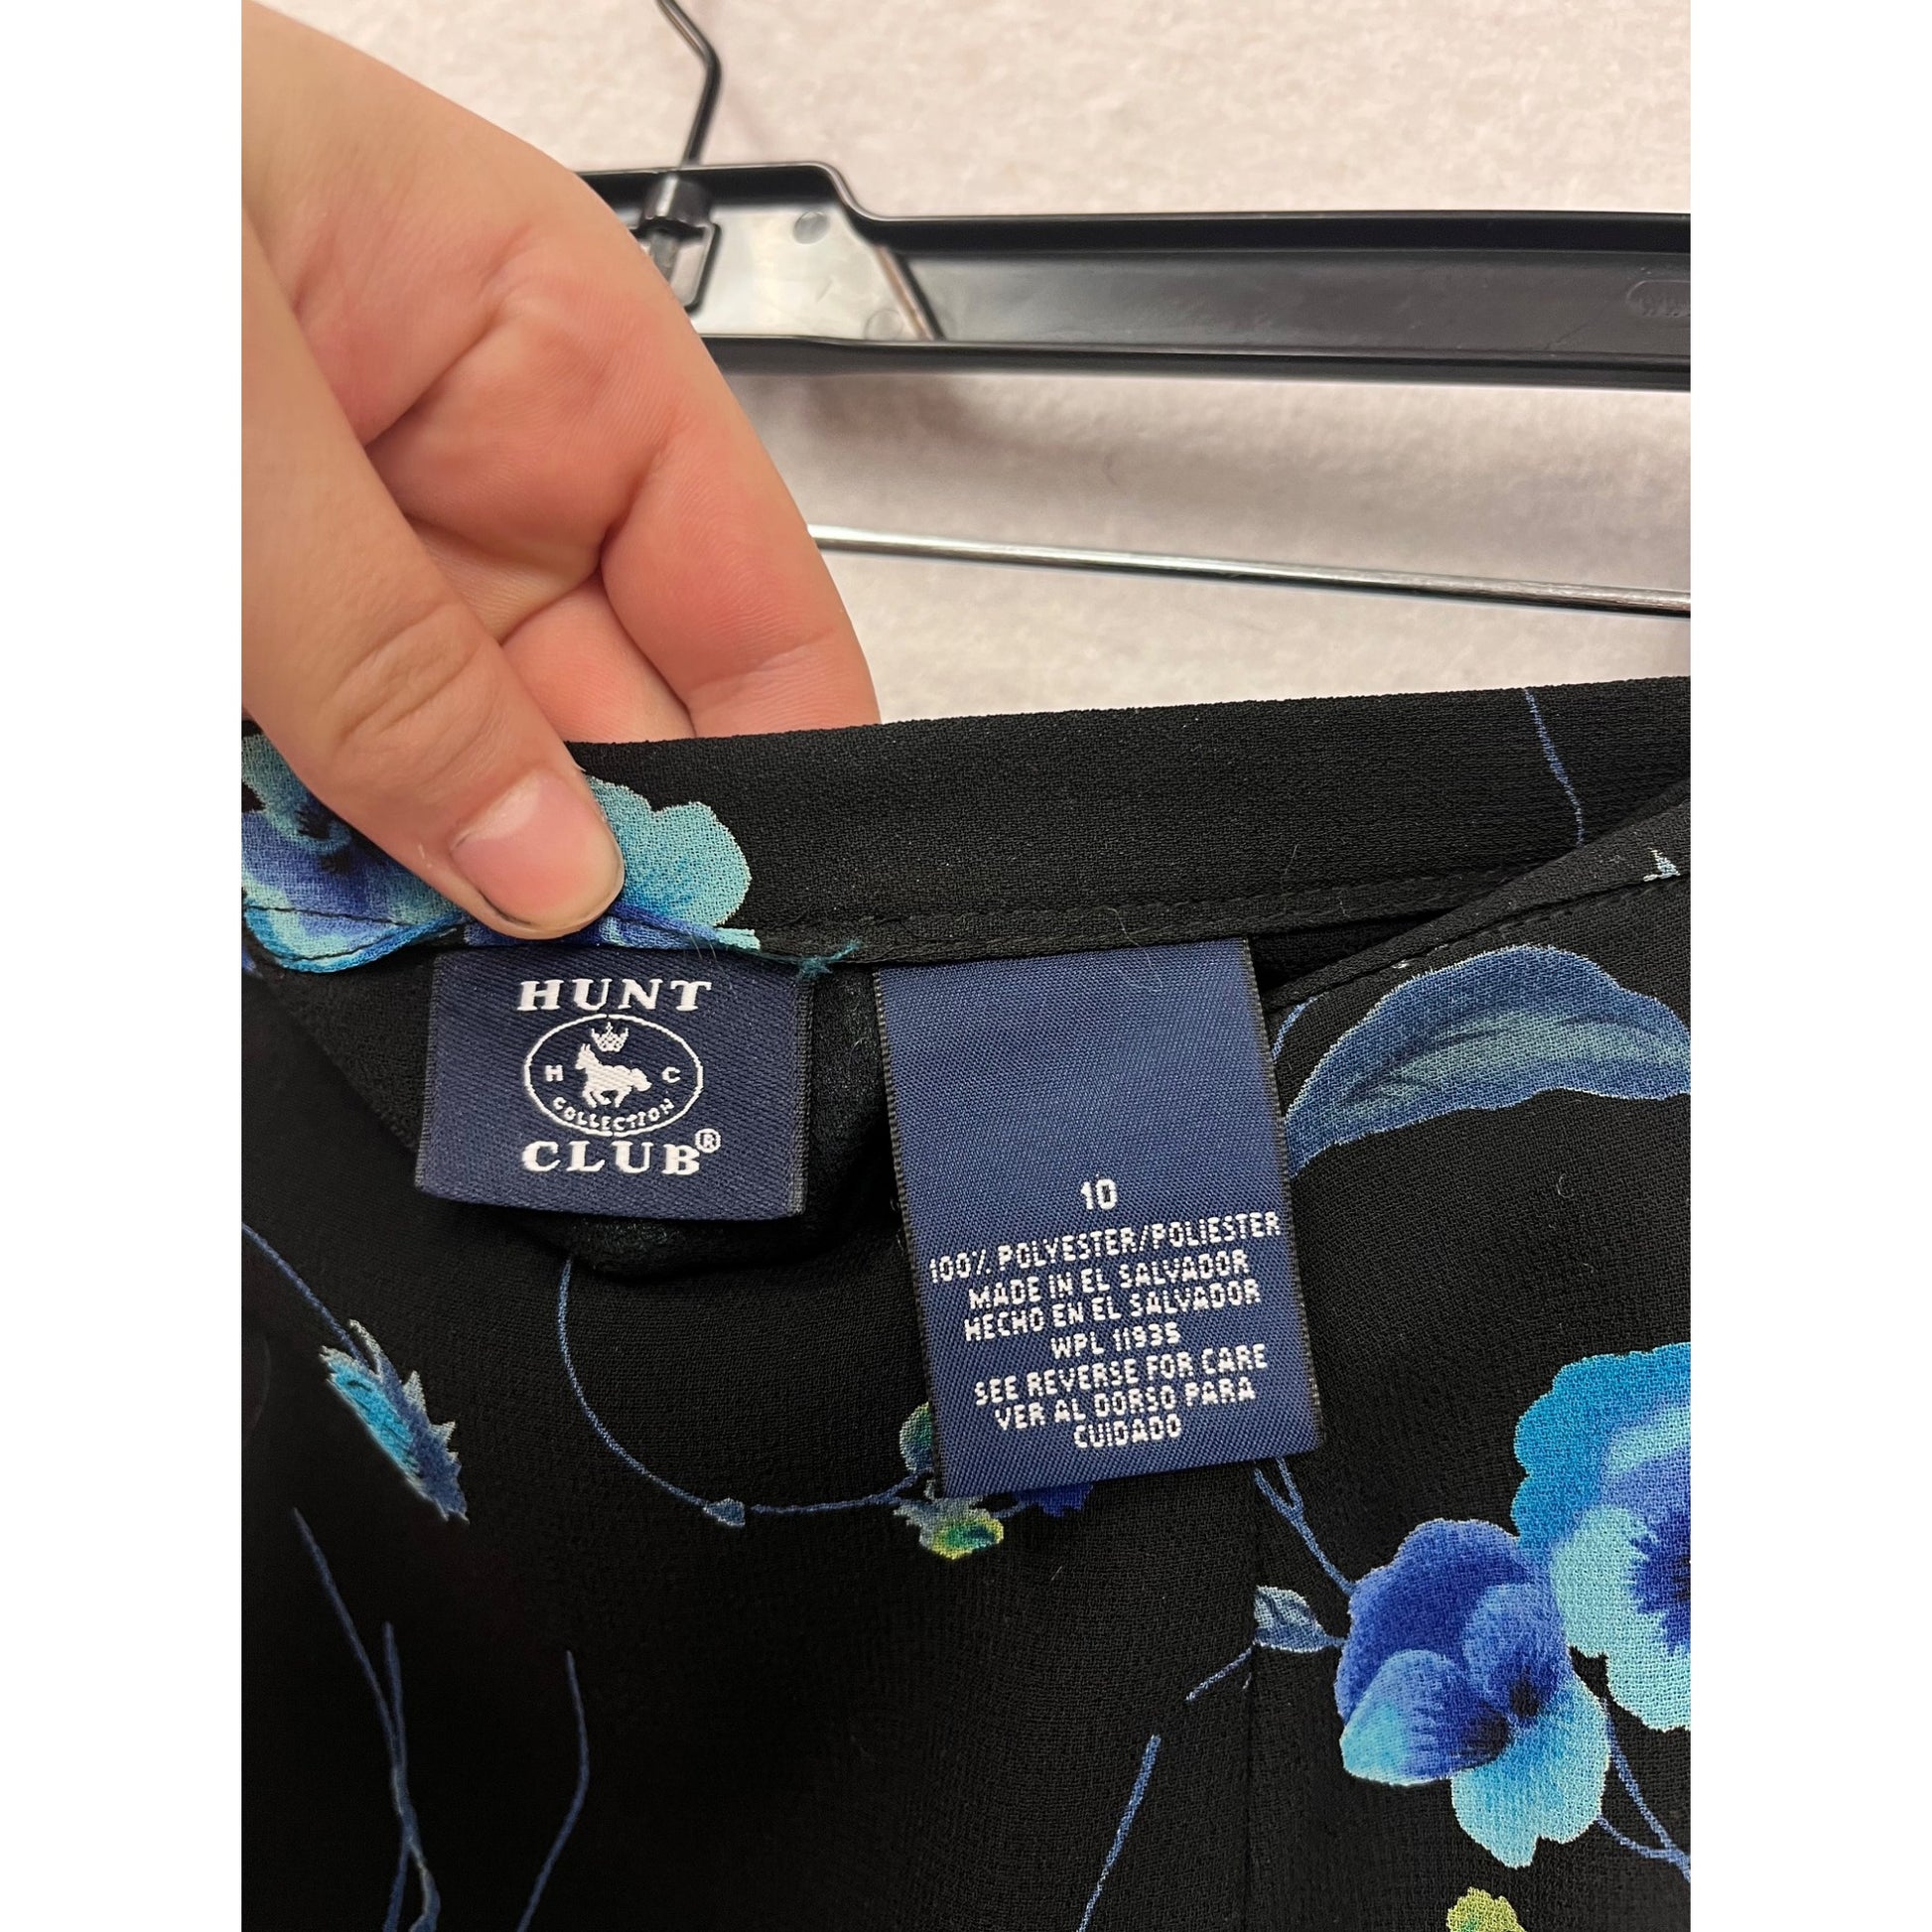 HUNT
H C
COLLECTION
CLUB®
10
100% POLYESTER/POLIESTER
MADE IN EL SALVADOR
HECHO EN EL SALVADOR
WPL 11935
SEE REVERSE FOR CARE
VER AL DORSO PARA
CUIDADO